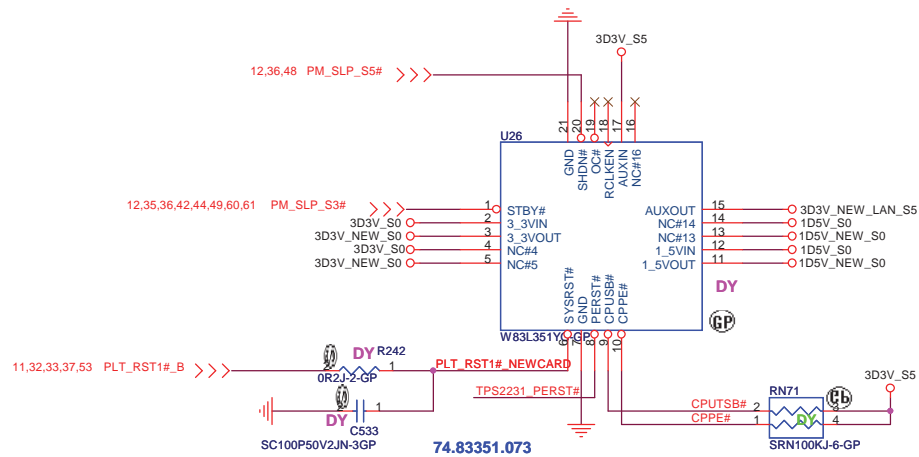 3D3V_S5
12,36,48 PM_SLP_S5#
21 20 19 18 17 16
U26
GND SHDN# OC# RCLKEN AUXIN NC#16
12,35,36,42,44,49,60,61 PM_SLP_S3# 1 STBY# AUXOUT 15 3D3V_NEW_LAN_S5
3D3V_S0 2 3_3VIN NC#14 14 1D5V_S0
3D3V_NEW_S0 3 3_3VOUT NC#13 13 1D5V_NEW_S0
3D3V_S0 4 NC#4 1_5VIN 12 1D5V_S0
3D3V_NEW_S0 5 NC#5 1_5VOUT 11 1D5V_NEW_S0
SYSRST# GND PERST# CPUSB# CPPE#
DY
GP
6 7 8 9 10
DY R242
11,32,33,37,53 PLT_RST1#_B 2 1 PLT_RST1#_NEWCARD
0R2J-2-GP
3D3V_S5
TPS2231_PERST#
RN71
2 1
DY C533
CPUTSB# 2 3
CPPE# 1 DY 4
SC100P50V2JN-3GP
SRN100KJ-6-GP
74.83351.073